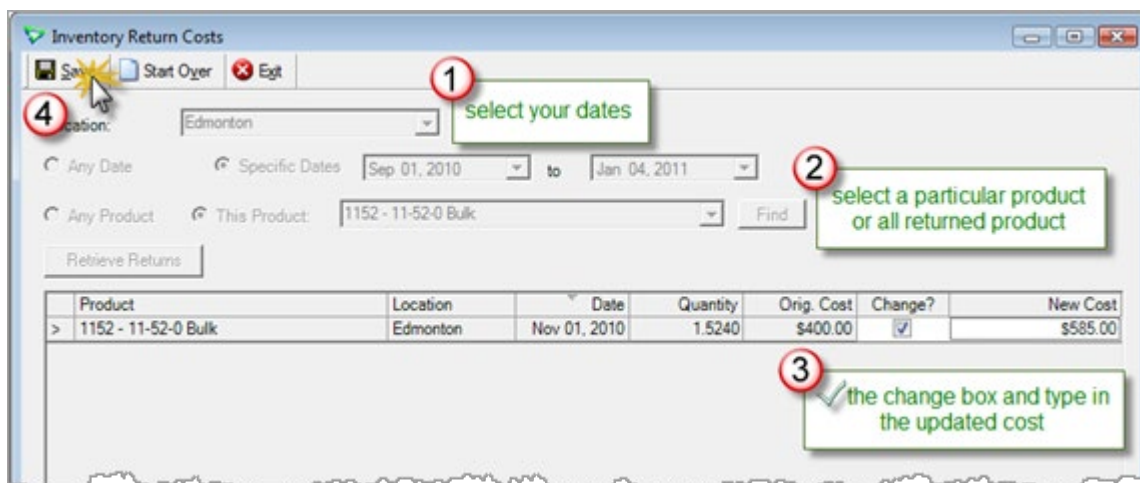 Inventory Return Costs
Start Over Exit
1
select your dates
4
Edmonton
Any Date Specific Dates Sep 01, 2010 to Jan 04, 2011
2
select a particular product
or all returned product
Any Product This Product: 1152 - 11-52-0 Bulk Find
Retrieve Returns
Product Location Date Quantity Orig. Cost Change? New Cost
> 1152 - 11-52-0 Bulk Edmonton Nov 01, 2010 1.5240 $400.00 $585.00
3
the change box and type in
the updated cost